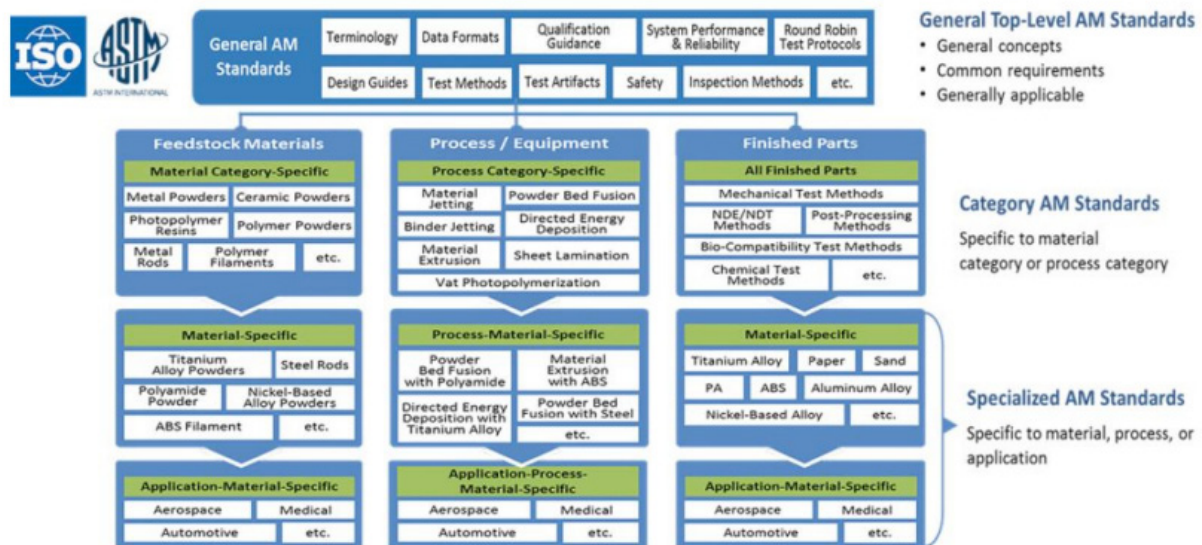 ISO
ASTM
ASTM INTERNATIONAL
General AM
Standards
Terminology
Data Formats
Qualification
Guidance
System Performance
& Reliability
Round Robin
Test Protocols
Design Guides
Test Methods
Test Artifacts
Safety
Inspection Methods
etc.
General Top-Level AM Standards
• General concepts
• Common requirements
• Generally applicable
Feedstock Materials
Material Category-Specific
Metal Powders
Ceramic Powders
Photopolymer
Resins
Polymer Powders
Metal
Rods
Polymer
Filaments
etc.
Process / Equipment
Process Category-Specific
Material
Jetting
Powder Bed Fusion
Binder Jetting
Directed Energy
Deposition
Material
Extrusion
Sheet Lamination
Vat Photopolymerization
Finished Parts
All Finished Parts
Mechanical Test Methods
NDE/NDT
Methods
Post-Processing
Methods
Bio-Compatibility Test Methods
Chemical Test
Methods
etc.
Category AM Standards
Specific to material
category or process category
Material-Specific
Titanium
Alloy Powders
Steel Rods
Polyamide
Powder
Nickel-Based
Alloy Powders
ABS Filament
etc.
Process-Material-Specific
Powder
Bed Fusion
with Polyamide
Material
Extrusion
with ABS
Directed Energy
Deposition with
Titanium Alloy
Powder Bed
Fusion with Steel
etc.
Material-Specific
Titanium Alloy
Paper
Sand
PA
ABS
Aluminum Alloy
Nickel-Based Alloy
etc.
Specialized AM Standards
Specific to material, process, or
application
Application-Material-Specific
Aerospace
Medical
Automotive
etc.
Application-Process-
Material-Specific
Aerospace
Medical
Automotive
etc.
Application-Material-Specific
Aerospace
Medical
Automotive
etc.